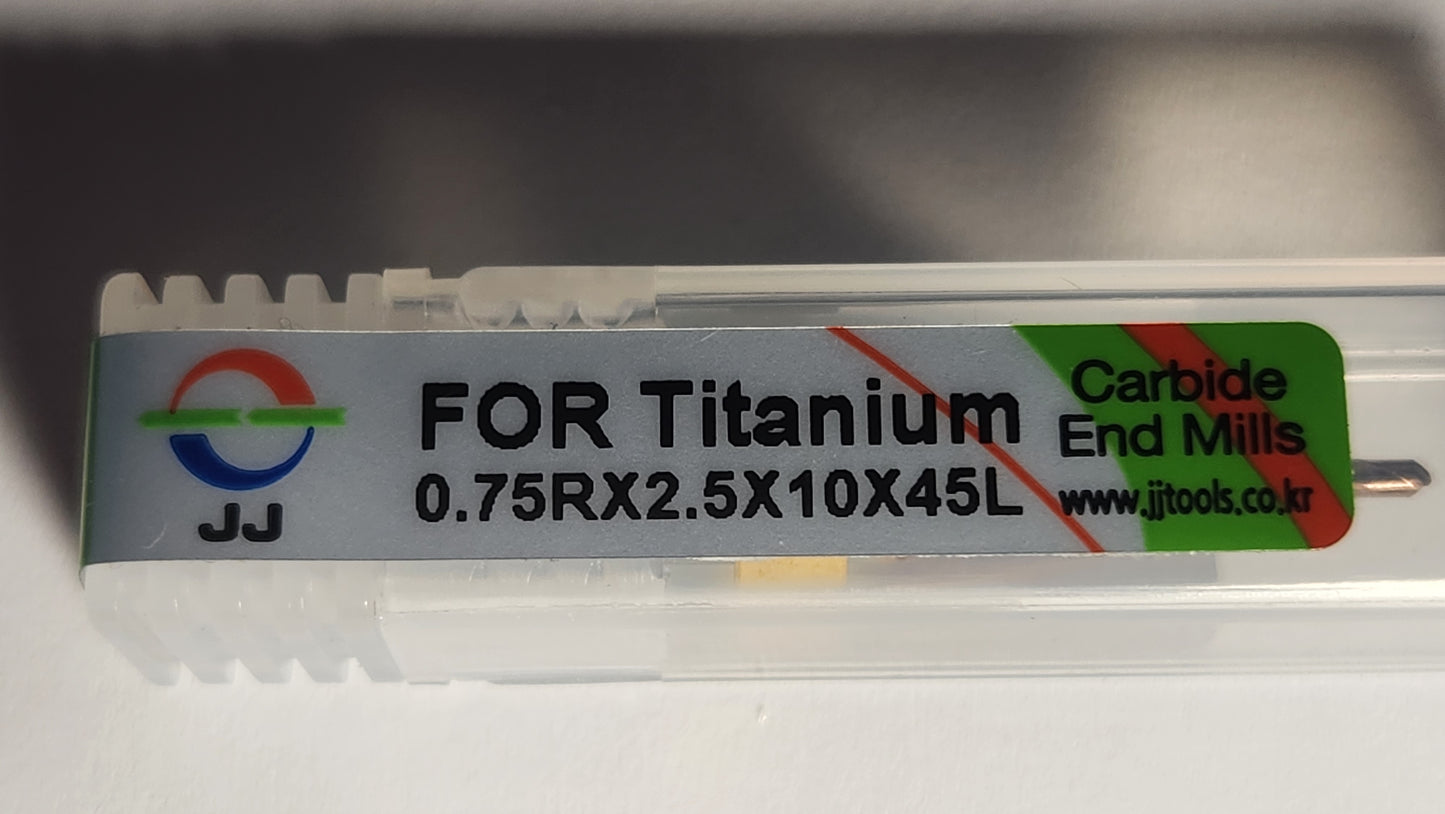 JJ
FOR Titanium
0.75RX2.5X10X45L
Carbide
End Mills
www.jjtools.co.kr